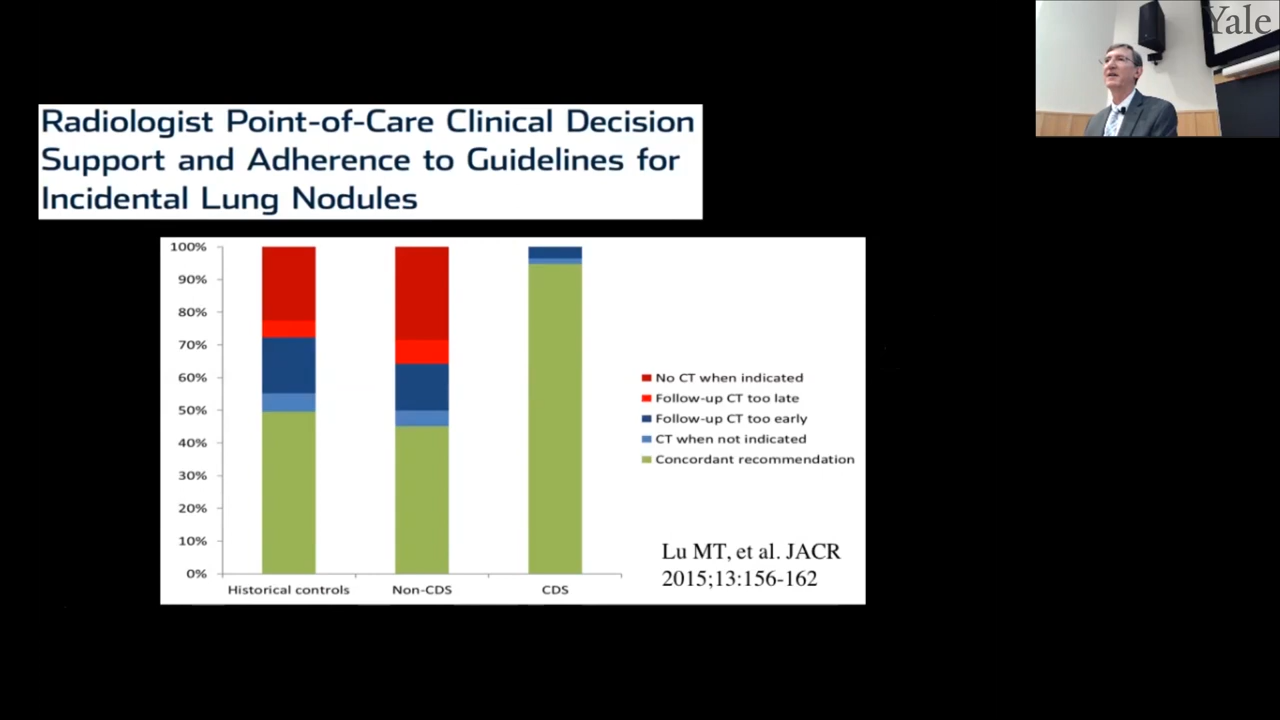 Yale
Radiologist Point-of-Care Clinical Decision
Support and Adherence to Guidelines for
Incidental Lung Nodules
100%
90%
80%
70%
60%
50%
40%
30%
20%
10%
0%
Historical controls
Non-CDS
CDS
No CT when indicated
Follow-up CT too late
Follow-up CT too early
CT when not indicated
Concordant recommendation
Lu MT, et al. JACR
2015;13:156-162